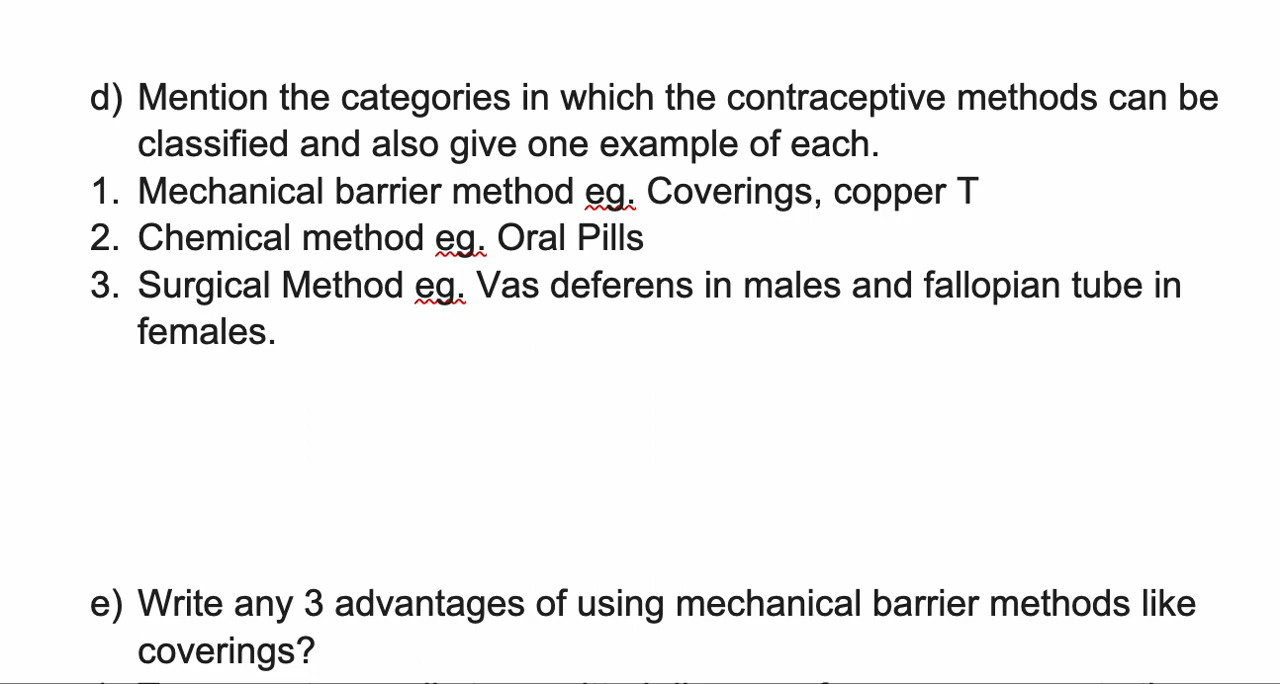 d) Mention the categories in which the contraceptive methods can be
classified and also give one example of each.
1. Mechanical barrier method eg. Coverings, copper T
2. Chemical method eg. Oral Pills
3. Surgical Method eg. Vas deferens in males and fallopian tube in
females.
e) Write any 3 advantages of using mechanical barrier methods like
coverings?